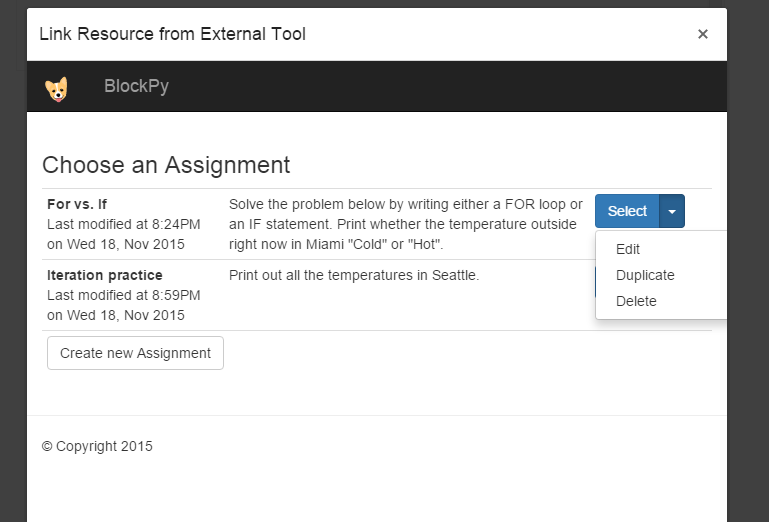 Link Resource from External Tool ×
BlockPy
Choose an Assignment
For vs. If
Last modified at 8:24PM
on Wed 18, Nov 2015
Solve the problem below by writing either a FOR loop or
an IF statement. Print whether the temperature outside
right now in Miami "Cold" or "Hot".
Select
Edit
Duplicate
Delete
Iteration practice
Last modified at 8:59PM
on Wed 18, Nov 2015
Print out all the temperatures in Seattle.
Create new Assignment
© Copyright 2015